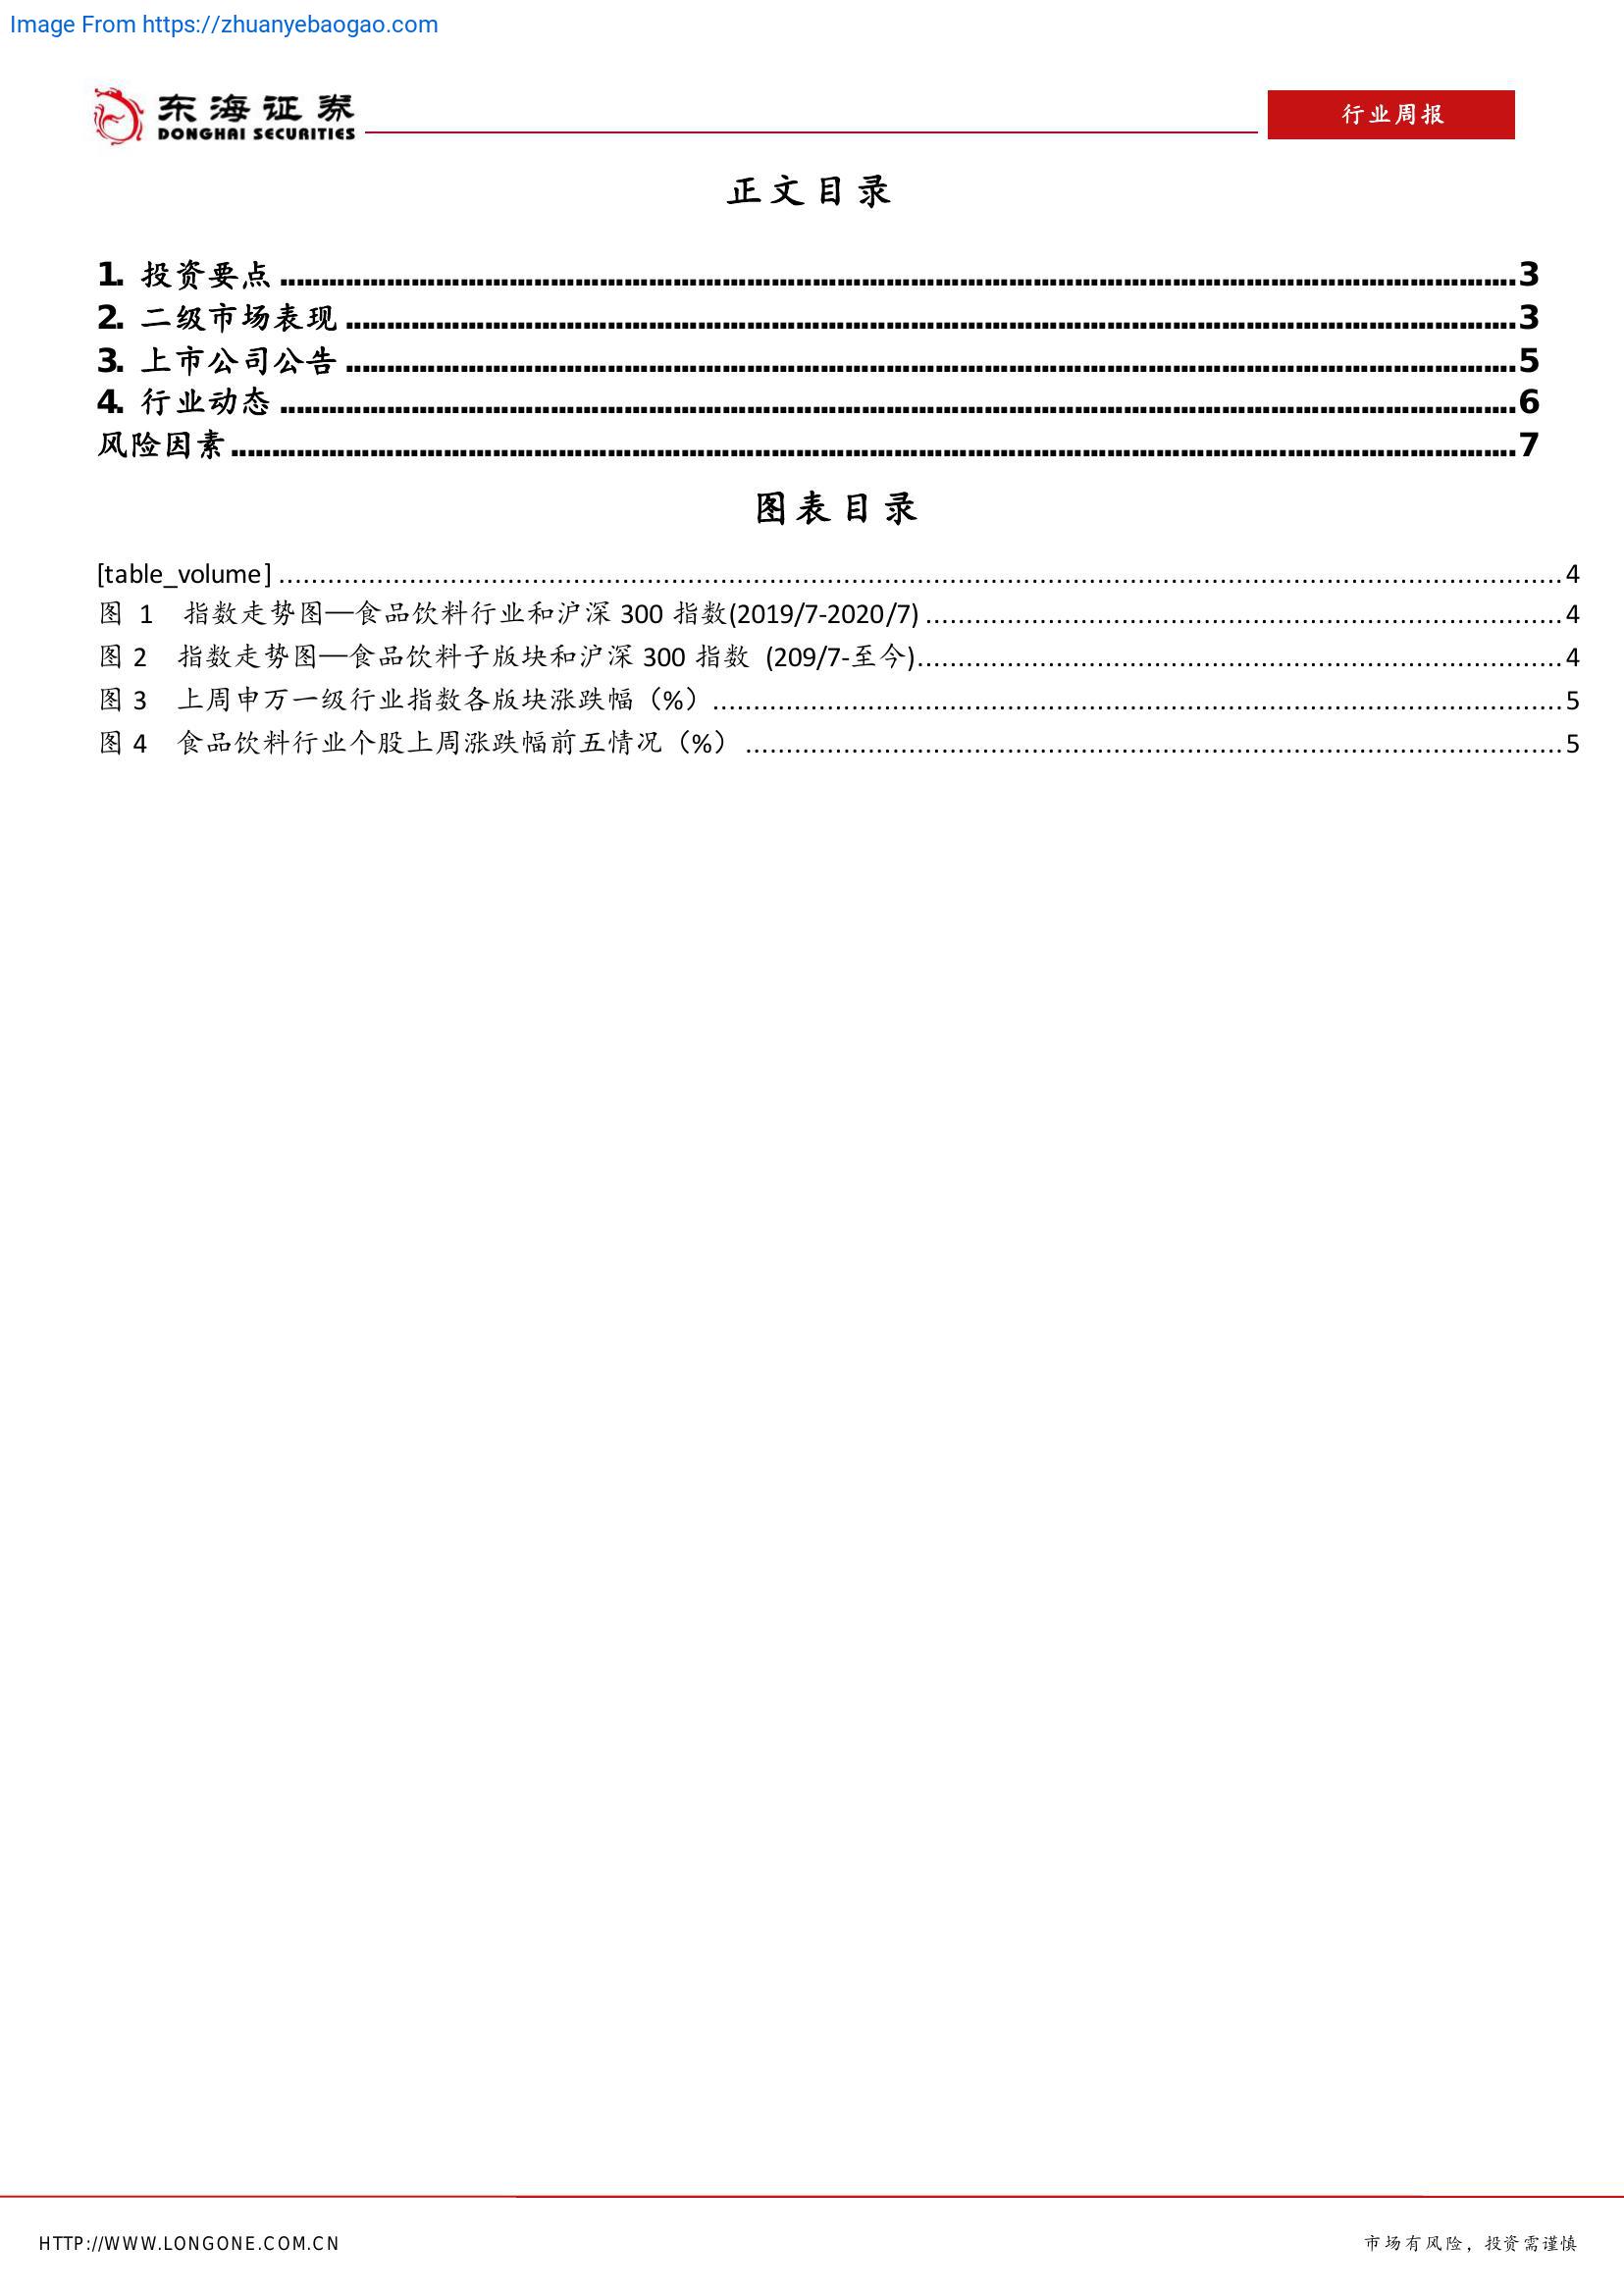 Image From https://zhuanyebaogao.com
东海证券
DONGHAI SECURITIES
行业周报
正文目录
1. 投资要点........3
2. 二级市场表现........3
3. 上市公司公告........5
4. 行业动态........6
风险因素........7
图表目录
[table_volume]........4
图 1 指数走势图—食品饮料行业和沪深 300 指数(2019/7-2020/7)........4
图 2 指数走势图—食品饮料子版块和沪深 300 指数 (209/7-至今)........4
图 3 上周申万一级行业指数各版块涨跌幅（%）........5
图 4 食品饮料行业个股上周涨跌幅前五情况（%）........5
HTTP://WWW.LONGONE.COM.CN
市场有风险，投资需谨慎